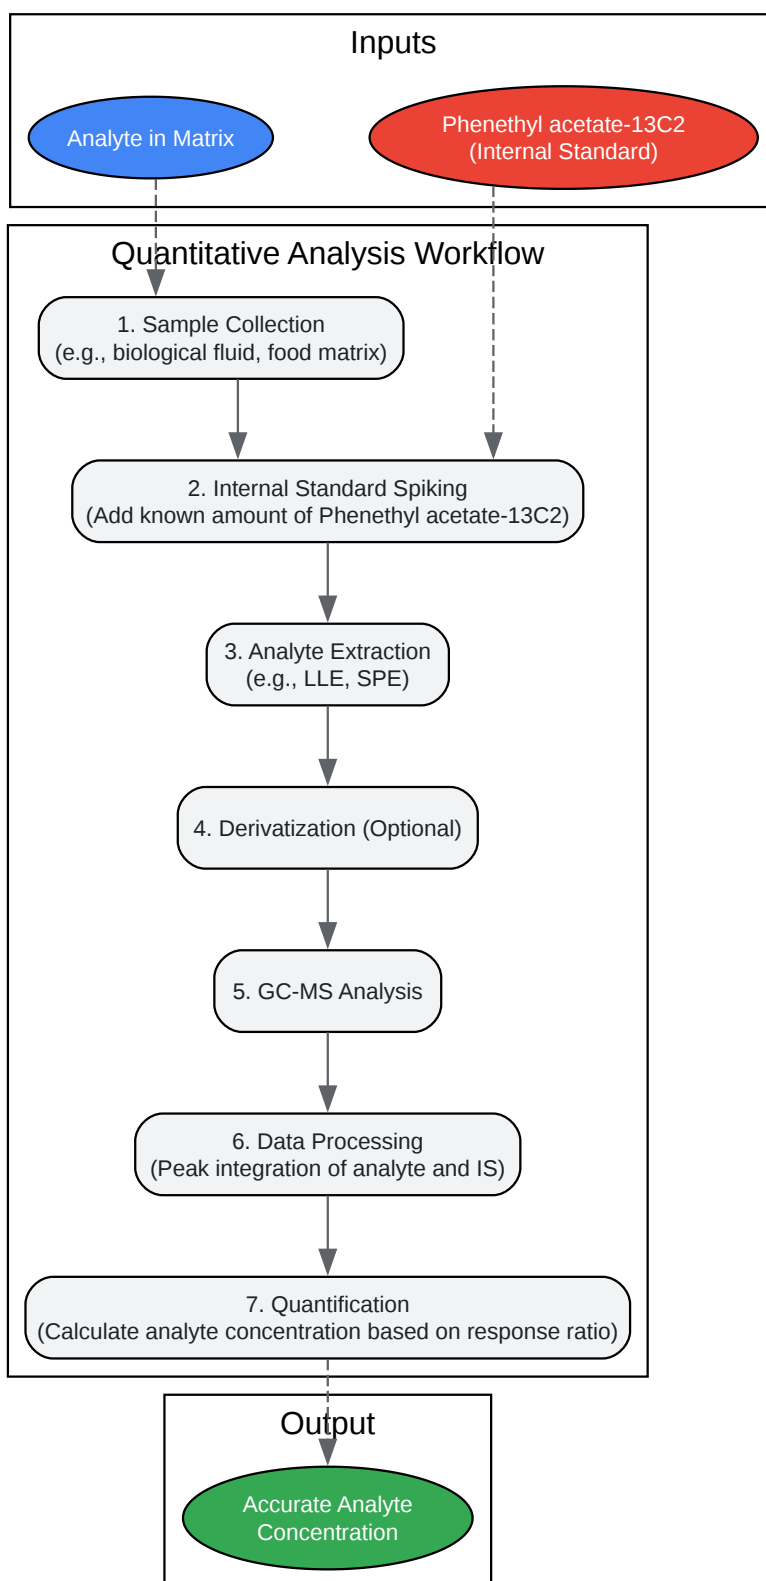 Inputs
Analyte in Matrix
Phenethyl acetate-13C2
(Internal Standard)
Quantitative Analysis Workflow
1. Sample Collection
(e.g., biological fluid, food matrix)
2. Internal Standard Spiking
(Add known amount of Phenethyl acetate-13C2)
3. Analyte Extraction
(e.g., LLE, SPE)
4. Derivatization (Optional)
5. GC-MS Analysis
6. Data Processing
(Peak integration of analyte and IS)
7. Quantification
(Calculate analyte concentration based on response ratio)
Output
Accurate Analyte
Concentration